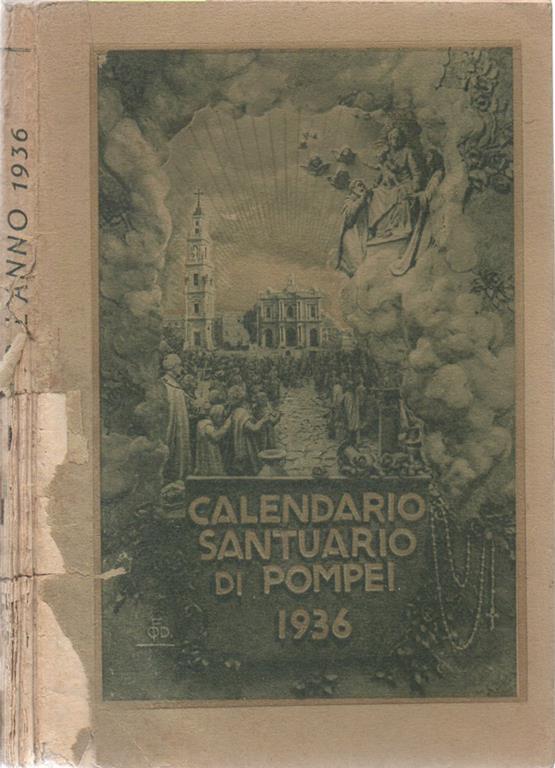 L'ANNO 1936
CALENDARIO
SANTUARIO
DI POMPEI
1936